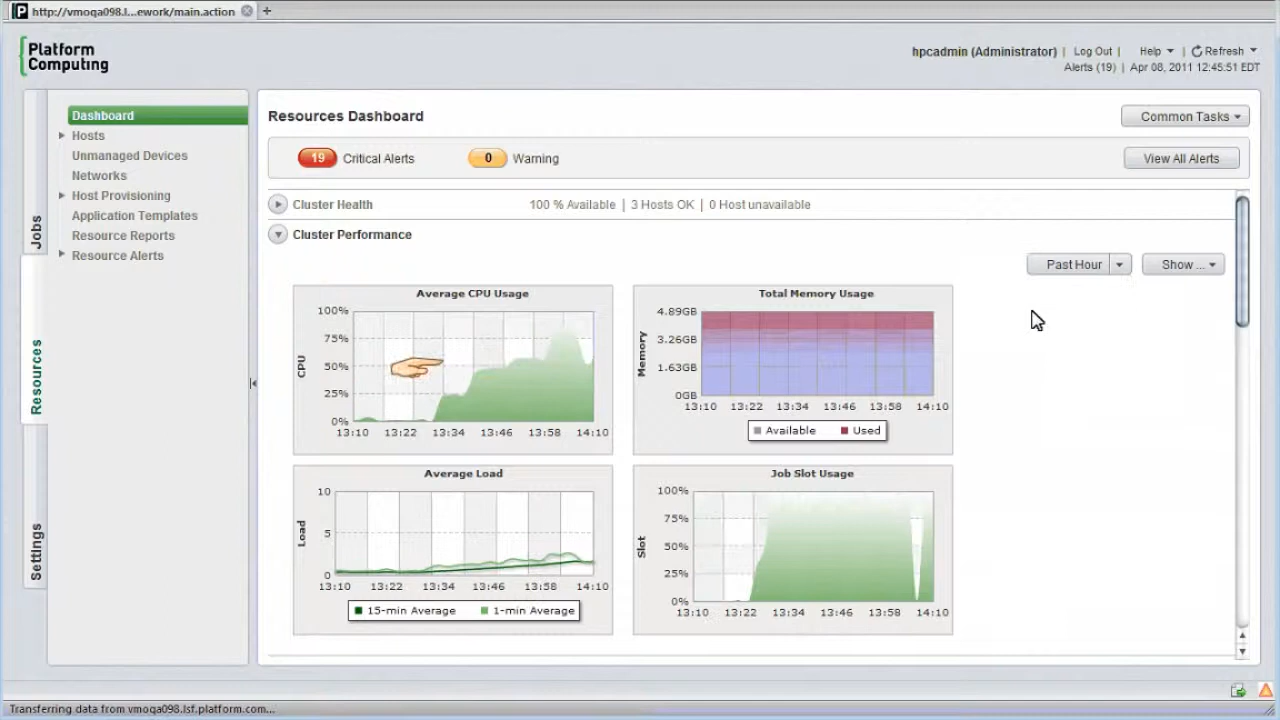 http://vmoqa098.l...ework/main.action
Platform
Computing
hpcadmin (Administrator) | Log Out | Help | Refresh
Alerts (19) | Apr 08, 2011 12:45:51 EDT
Jobs
Resources
Settings
Dashboard
Hosts
Unmanaged Devices
Networks
Host Provisioning
Application Templates
Resource Reports
Resource Alerts
Resources Dashboard
Common Tasks
19 Critical Alerts 0 Warning
View All Alerts
Cluster Health 100 % Available | 3 Hosts OK | 0 Host unavailable
Cluster Performance
Past Hour Show ...
Average CPU Usage
CPU
100%
75%
50%
25%
0%
13:10 13:22 13:34 13:46 13:58 14:10
Total Memory Usage
Memory
4.89GB
3.26GB
1.63GB
0GB
13:10 13:22 13:34 13:46 13:58 14:10
Available Used
Average Load
Load
10
5
0
13:10 13:22 13:34 13:46 13:58 14:10
15-min Average 1-min Average
Job Slot Usage
Slot
100%
75%
50%
25%
0%
13:10 13:22 13:34 13:46 13:58 14:10
Transferring data from vmoqa098.lsf.platform.com...